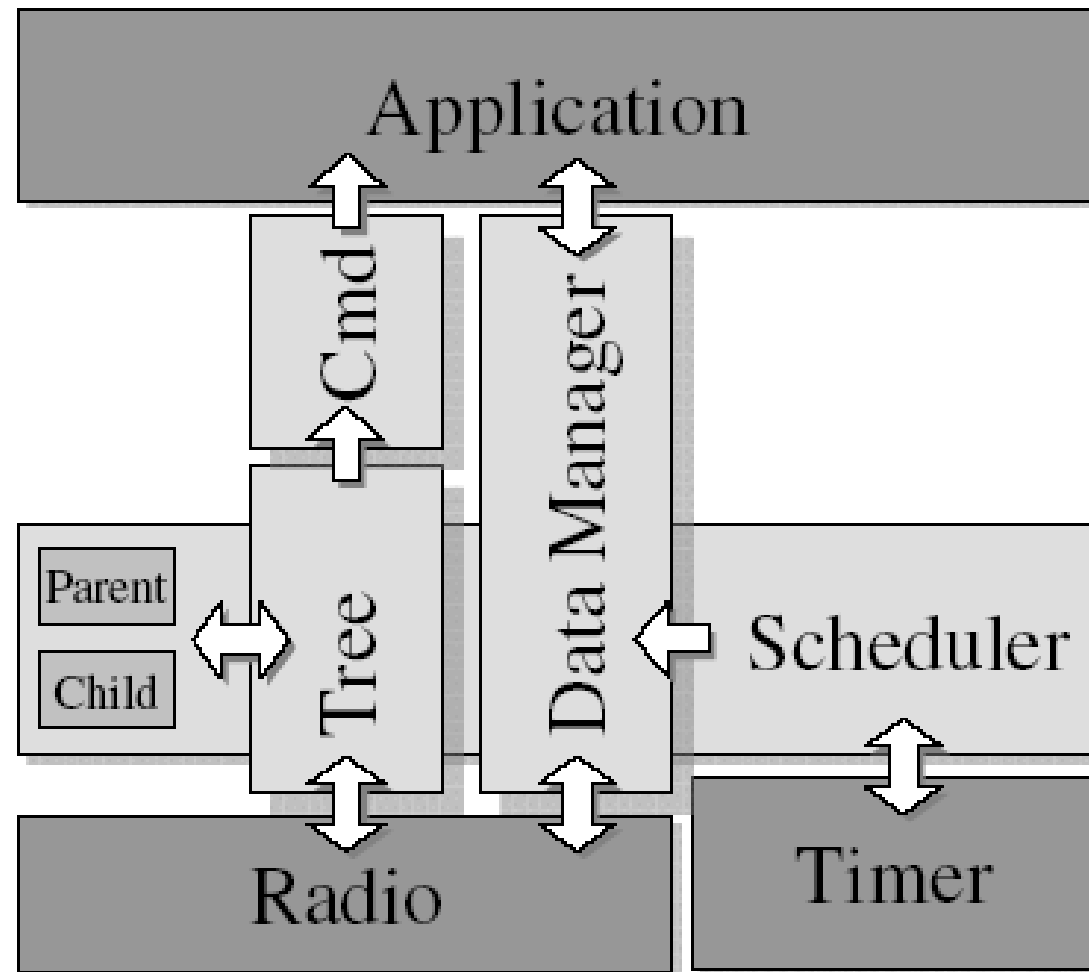 Application
Cmd
Data Manager
Parent
Child
Tree
Scheduler
Radio
Timer